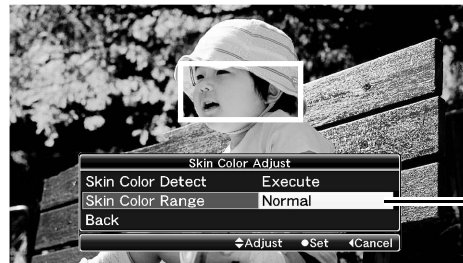 Skin Color Adjust
Skin Color Detect Execute
Skin Color Range Normal
Back
Adjust Set Cancel